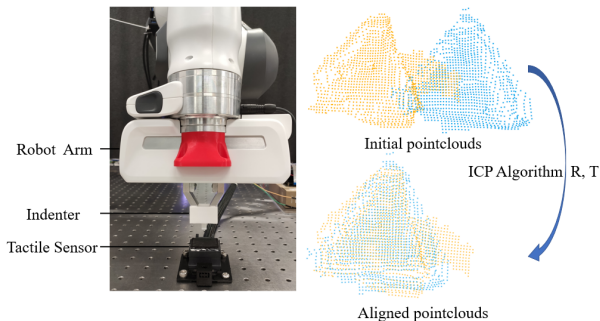 Robot Arm
Indenter
Tactile Sensor
Initial pointclouds
ICP Algorithm R, T
Aligned pointclouds